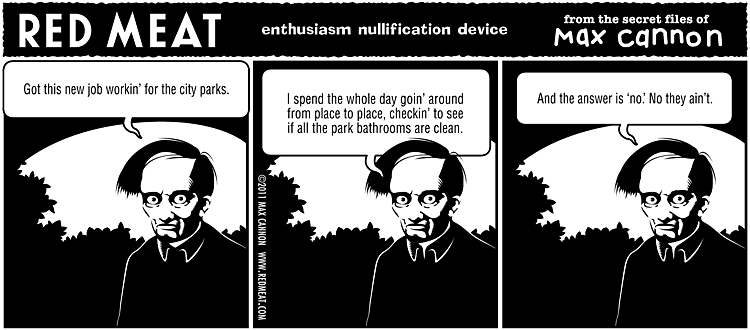 RED MEAT
enthusiasm nullification device
from the secret files of
Max Cannon
Got this new job workin' for the city parks.
I spend the whole day goin' around
from place to place, checkin' to see
if all the park bathrooms are clean.
©2011 MAX CANNON WWW.REDMEAT.COM
And the answer is 'no.' No they ain't.